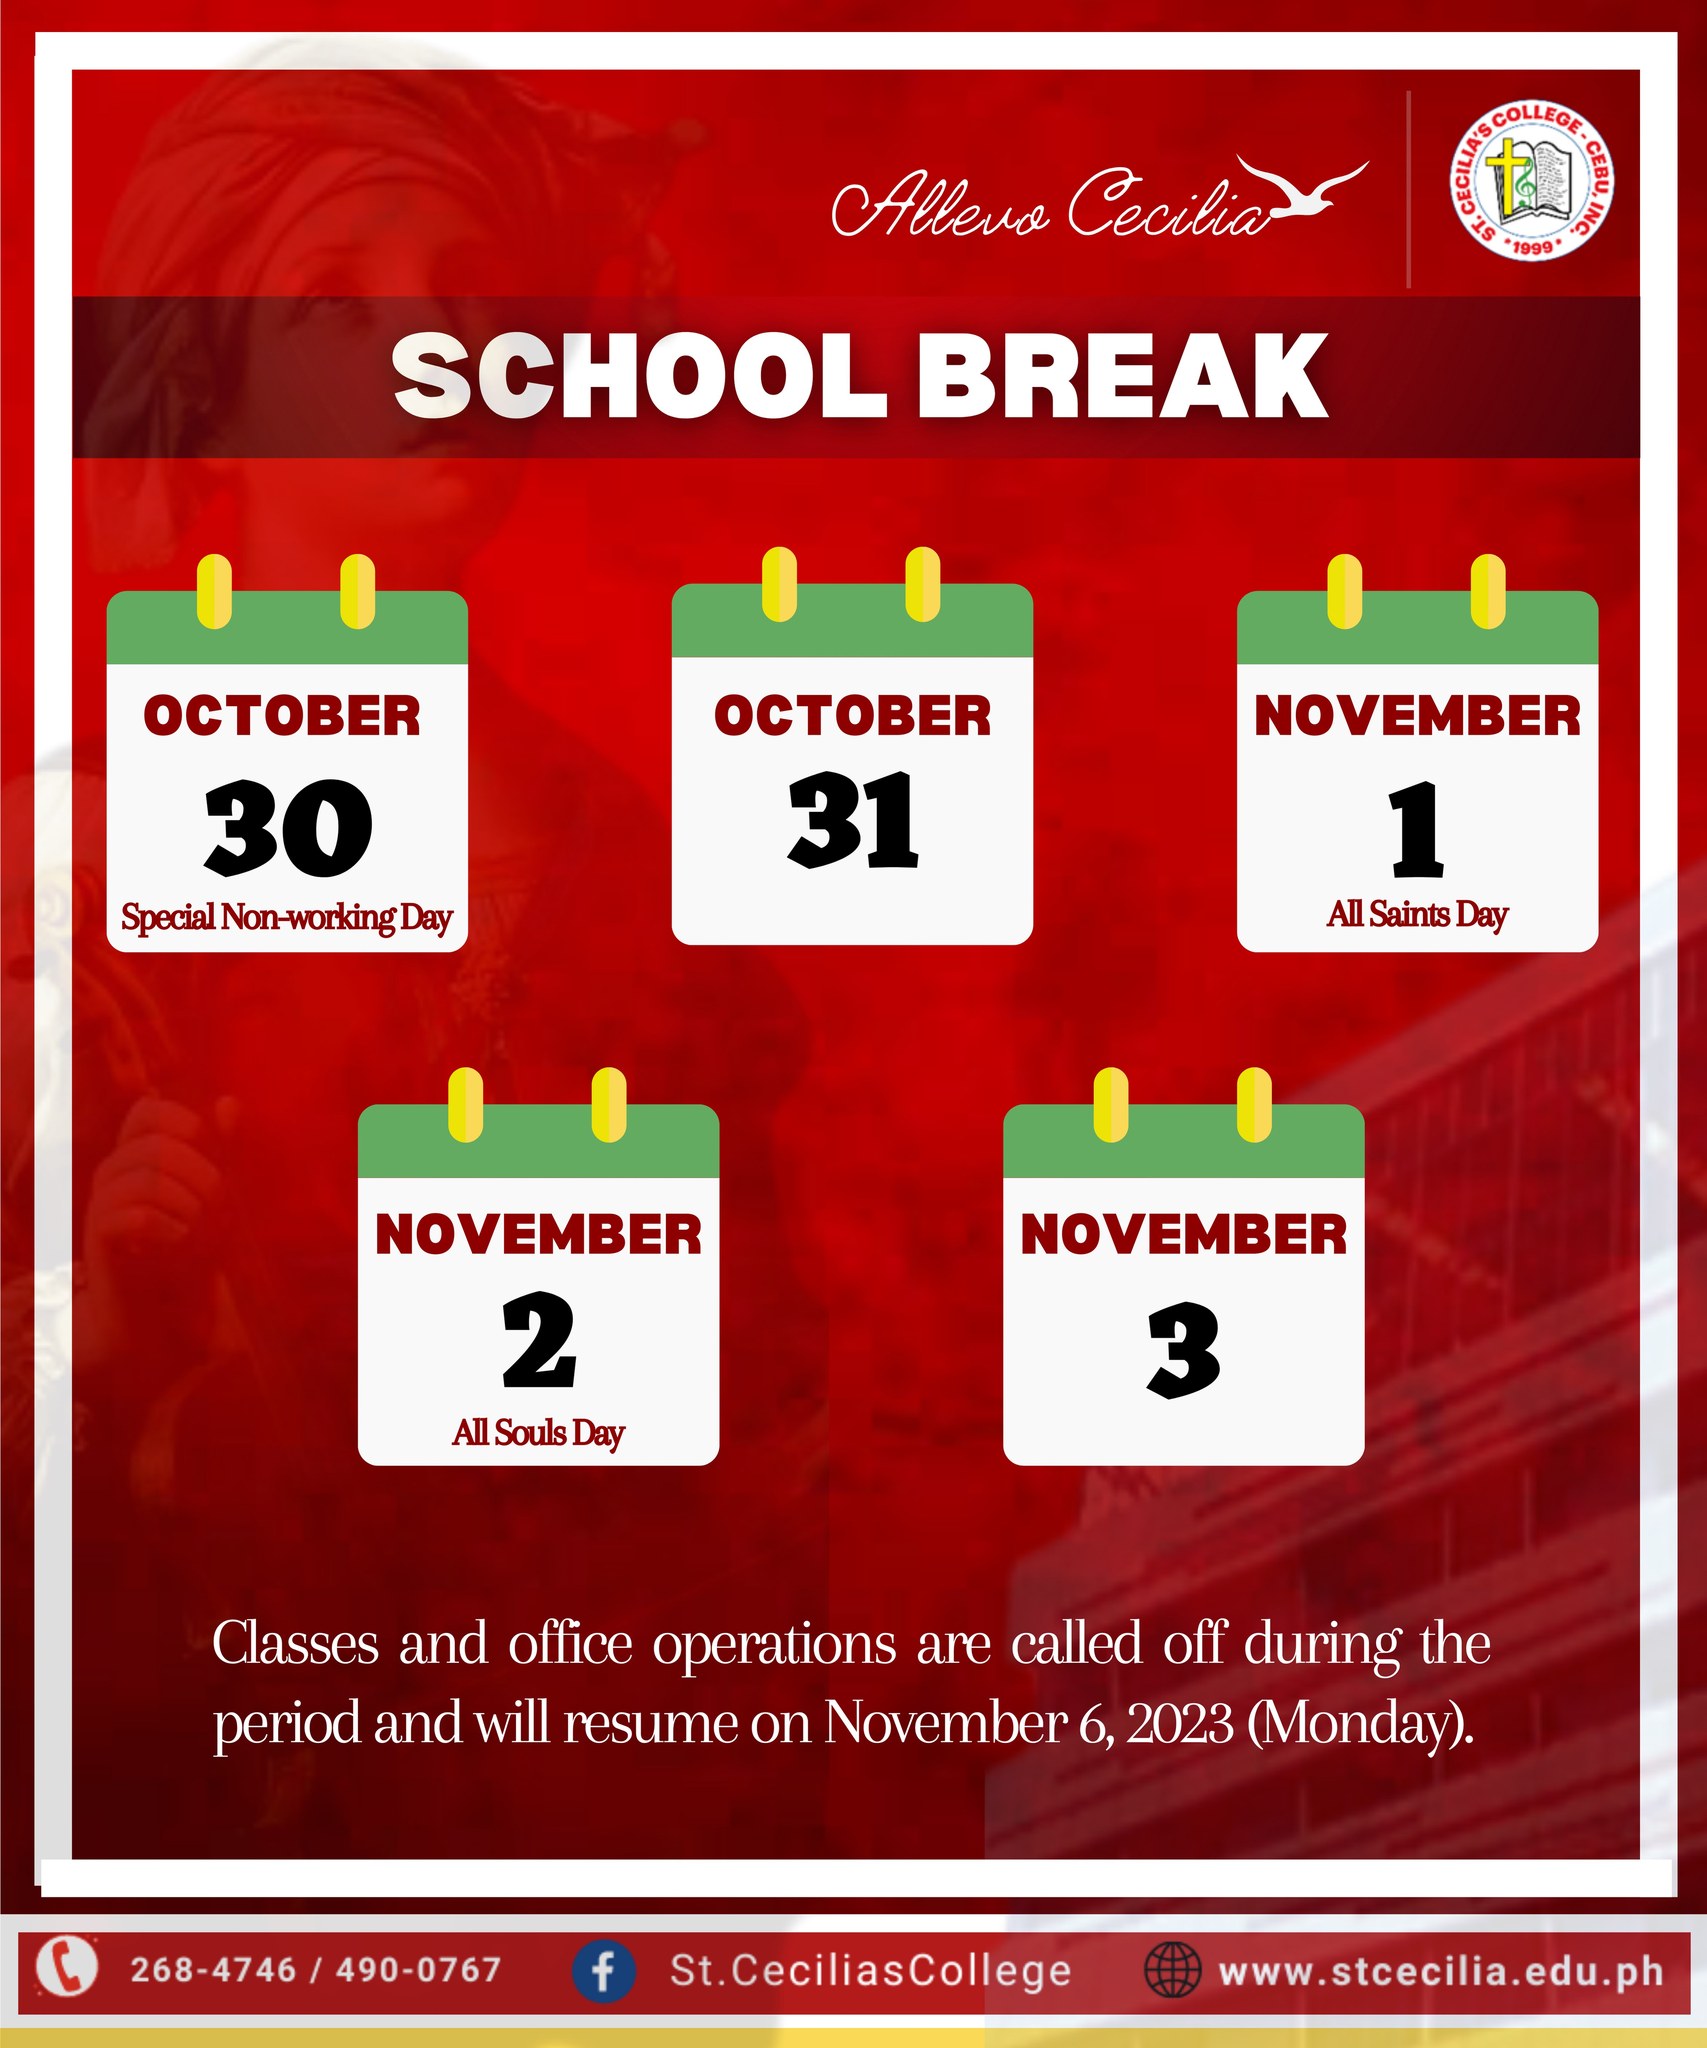 Allevo Cecilia
ST. CECILIA'S COLLEGE - CEBU, INC.
* 1999 *
SCHOOL BREAK
OCTOBER
30
Special Non-working Day
OCTOBER
31
NOVEMBER
1
All Saints Day
NOVEMBER
2
All Souls Day
NOVEMBER
3
Classes and office operations are called off during the
period and will resume on November 6, 2023 (Monday).
268-4746 / 490-0767
St.CeciliasCollege
www.stcecilia.edu.ph